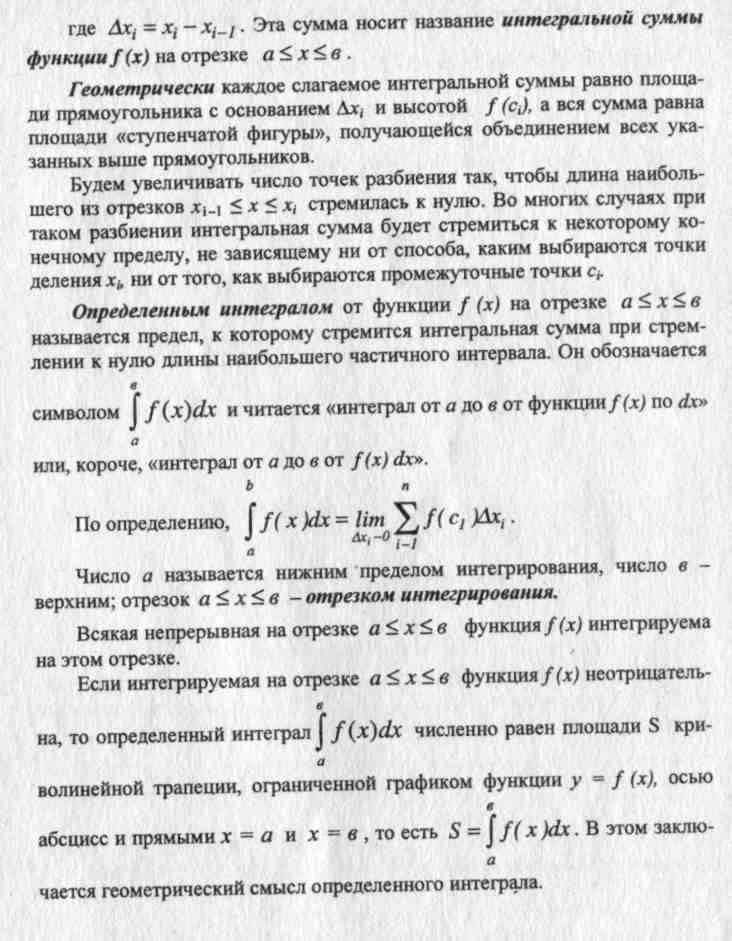 где Δxᵢ = xᵢ − xᵢ₋₁. Эта сумма носит название интегральной суммы
функции f (x) на отрезке a ≤ x ≤ в .
Геометрически каждое слагаемое интегральной суммы равно площа-
ди прямоугольника с основанием Δxᵢ и высотой f (cᵢ), а вся сумма равна
площади «ступенчатой фигуры», получающейся объединением всех ука-
занных выше прямоугольников.
Будем увеличивать число точек разбиения так, чтобы длина наиболь-
шего из отрезков xᵢ₋₁ ≤ x ≤ xᵢ стремилась к нулю. Во многих случаях при
таком разбиении интегральная сумма будет стремиться к некоторому ко-
нечному пределу, не зависящему ни от способа, каким выбираются точки
деления xᵢ, ни от того, как выбираются промежуточные точки cᵢ.
Определенным интегралом от функции f (x) на отрезке a ≤ x ≤ в
называется предел, к которому стремится интегральная сумма при стрем-
лении к нулю длины наибольшего частичного интервала. Он обозначается
в
символом ∫ f (x)dx и читается «интеграл от a до в от функции f (x) по dx»
a
или, короче, «интеграл от a до в от f (x) dx».
b n
По определению, ∫ f( x )dx = lim ∑ f( c₁ )Δxᵢ .
a Δxᵢ→0 i−1
Число a называется нижним пределом интегрирования, число в –
верхним; отрезок a ≤ x ≤ в – отрезком интегрирования.
Всякая непрерывная на отрезке a ≤ x ≤ в функция f (x) интегрируема
на этом отрезке.
Если интегрируемая на отрезке a ≤ x ≤ в функция f (x) неотрицатель-
в
на, то определенный интеграл ∫ f (x)dx численно равен площади S кри-
a
волинейной трапеции, ограниченной графиком функции y = f (x), осью
в
абсцисс и прямыми x = a и x = в , то есть S = ∫ f( x )dx . В этом заклю-
a
чается геометрический смысл определенного интеграла.